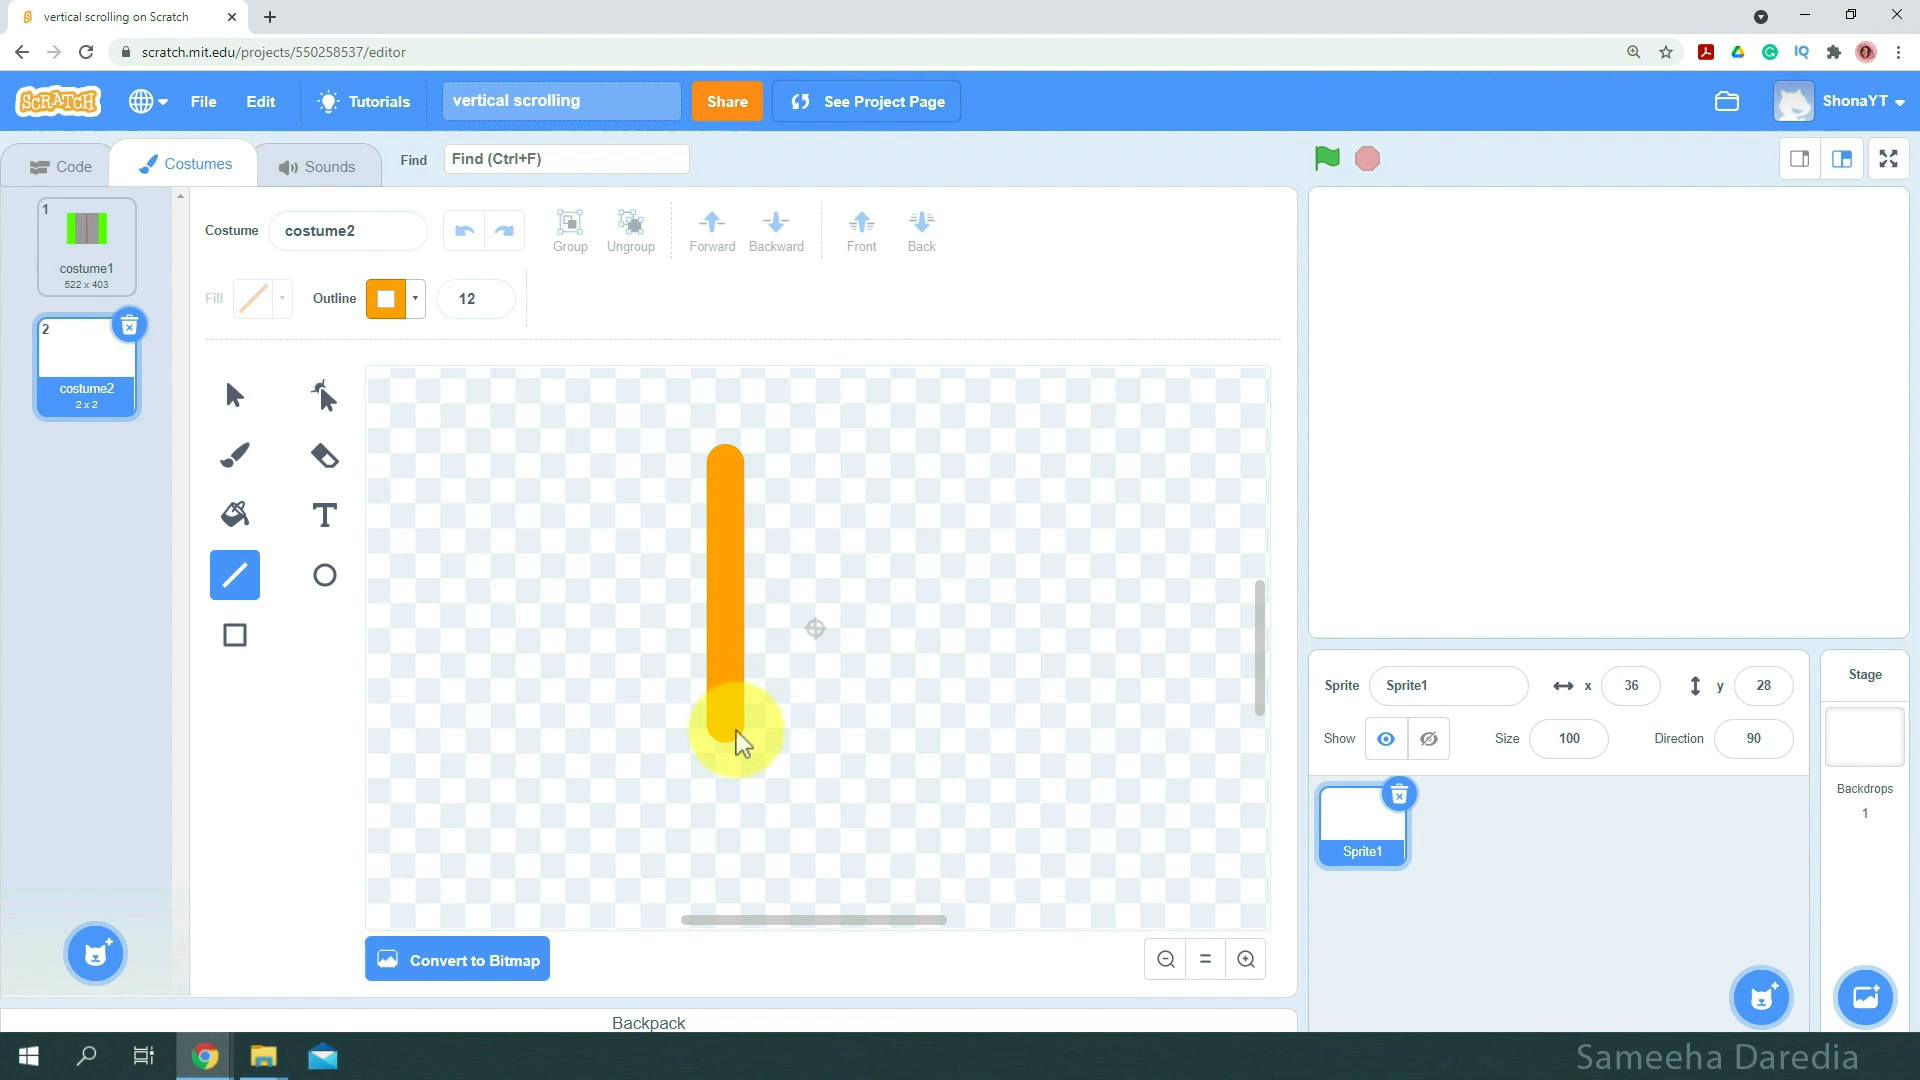 vertical scrolling on Scratch
scratch.mit.edu/projects/550258537/editor
IQ
SCRATCH
File
Edit
Tutorials
vertical scrolling
Share
See Project Page
ShonaYT
Code
Costumes
Sounds
Find
Find (Ctrl+F)
1
costume1
522 x 403
2
costume2
2 x 2
Costume
costume2
Group
Ungroup
Forward
Backward
Front
Back
Fill
Outline
12
Convert to Bitmap
Backpack
Sprite
Sprite1
x
36
y
28
Show
Size
100
Direction
90
Sprite1
Stage
Backdrops
1
Sameeha Daredia